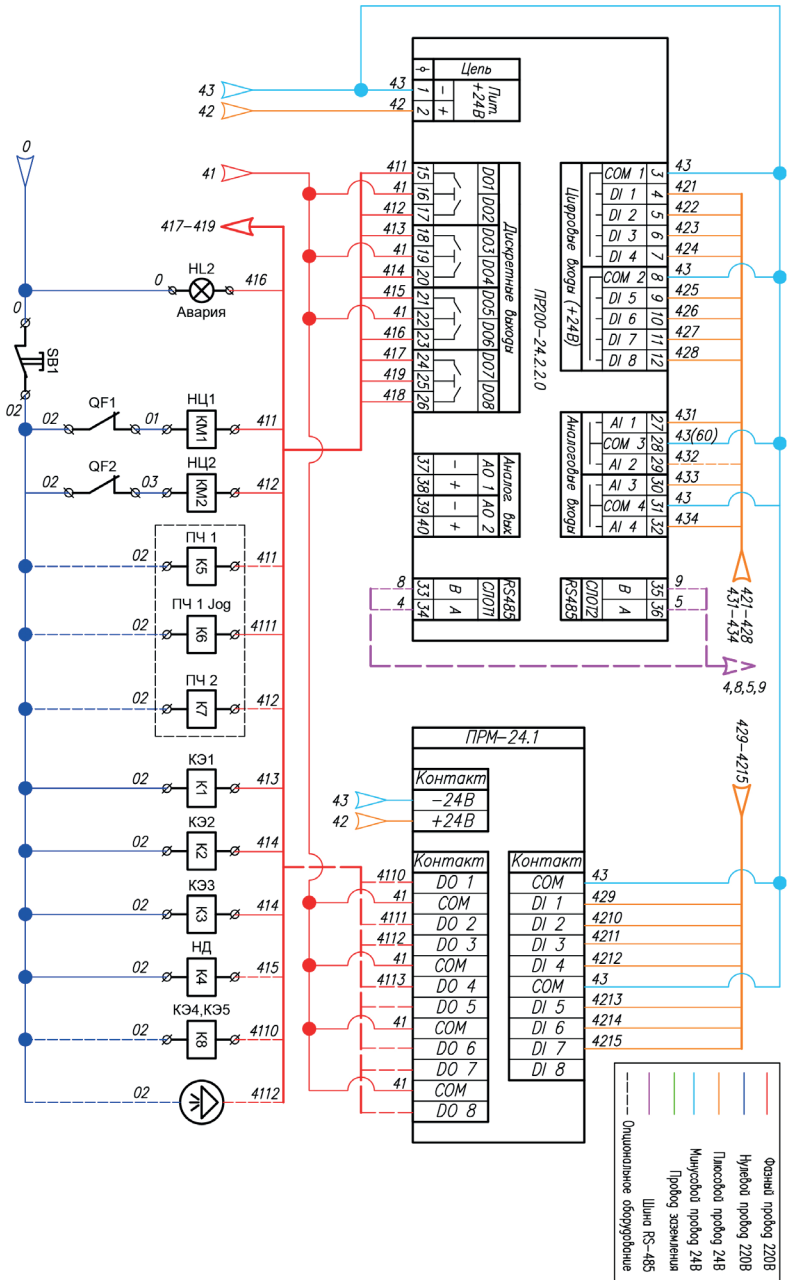 43
42
0
41
417-419
HL2
0
416
Авария
0
SB1
02
QF1
02
01
НЦ1
КМ1
411
QF2
02
03
НЦ2
КМ2
412
ПЧ 1
02
К5
411
ПЧ 1 Jog
02
К6
4111
ПЧ 2
02
К7
412
КЭ1
02
К1
413
КЭ2
02
К2
414
КЭ3
02
К3
414
НД
02
К4
415
КЭ4,КЭ5
02
К8
4110
02
4112
Цепь
Пит. +24В
43 1 -
42 2 +
ПР200-24.2.2.0
Дискретные выходы
411 15 DO1
41 16
412 17 DO2
413 18 DO3
41 19
414 20 DO4
415 21 DO5
41 22
416 23 DO6
417 24 DO7
419 25
418 26 DO8
Аналог. вых
37 - AO 1
38 +
39 - AO 2
40 +
8 33 B
4 34 A
СЛОТ1
RS485
Цифровые входы (+24В)
COM 1 3 43
DI 1 4 421
DI 2 5 422
DI 3 6 423
DI 4 7 424
COM 2 8 43
DI 5 9 425
DI 6 10 426
DI 7 11 427
DI 8 12 428
Аналоговые входы
AI 1 27 431
COM 3 28 43(60)
AI 2 29 432
AI 3 30 433
COM 4 31 43
AI 4 32 434
RS485
СЛОТ2
B 35 9
A 36 5
421-428
431-434
4,8,5,9
429-4215
ПРМ-24.1
Контакт
43 -24В
42 +24В
Контакт
4110 DO 1
41 COM
4111 DO 2
4112 DO 3
41 COM
4113 DO 4
DO 5
41 COM
DO 6
DO 7
41 COM
DO 8
Контакт
COM 43
DI 1 429
DI 2 4210
DI 3 4211
DI 4 4212
COM 43
DI 5 4213
DI 6 4214
DI 7 4215
DI 8
Фазный провод 220В
Нулевой провод 220В
Плюсовой провод 24В
Минусовой провод 24В
Провод заземления
Шина RS-485
Опциональное оборудование